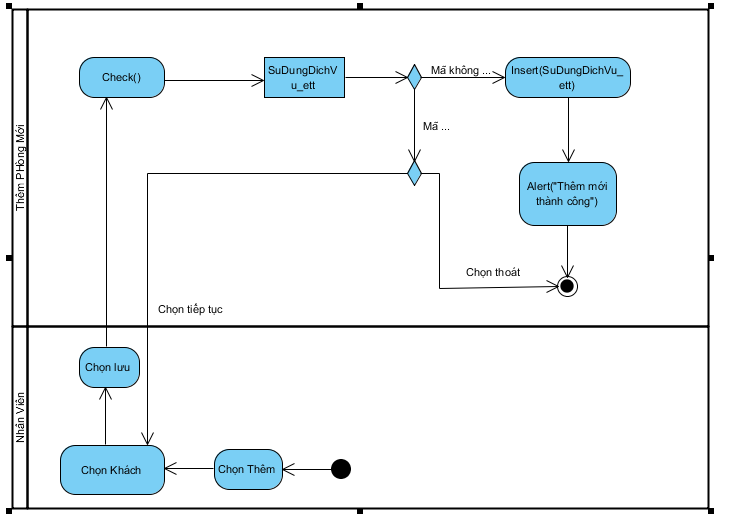 Thêm PHòng Mới
Check()
SuDungDichV
u_ett
Mã không ...
Insert(SuDungDichVu_
ett)
Mã ...
Alert("Thêm mới
thành công")
Chọn thoát
Chọn tiếp tục
Nhân Viên
Chọn lưu
Chọn Khách
Chọn Thêm